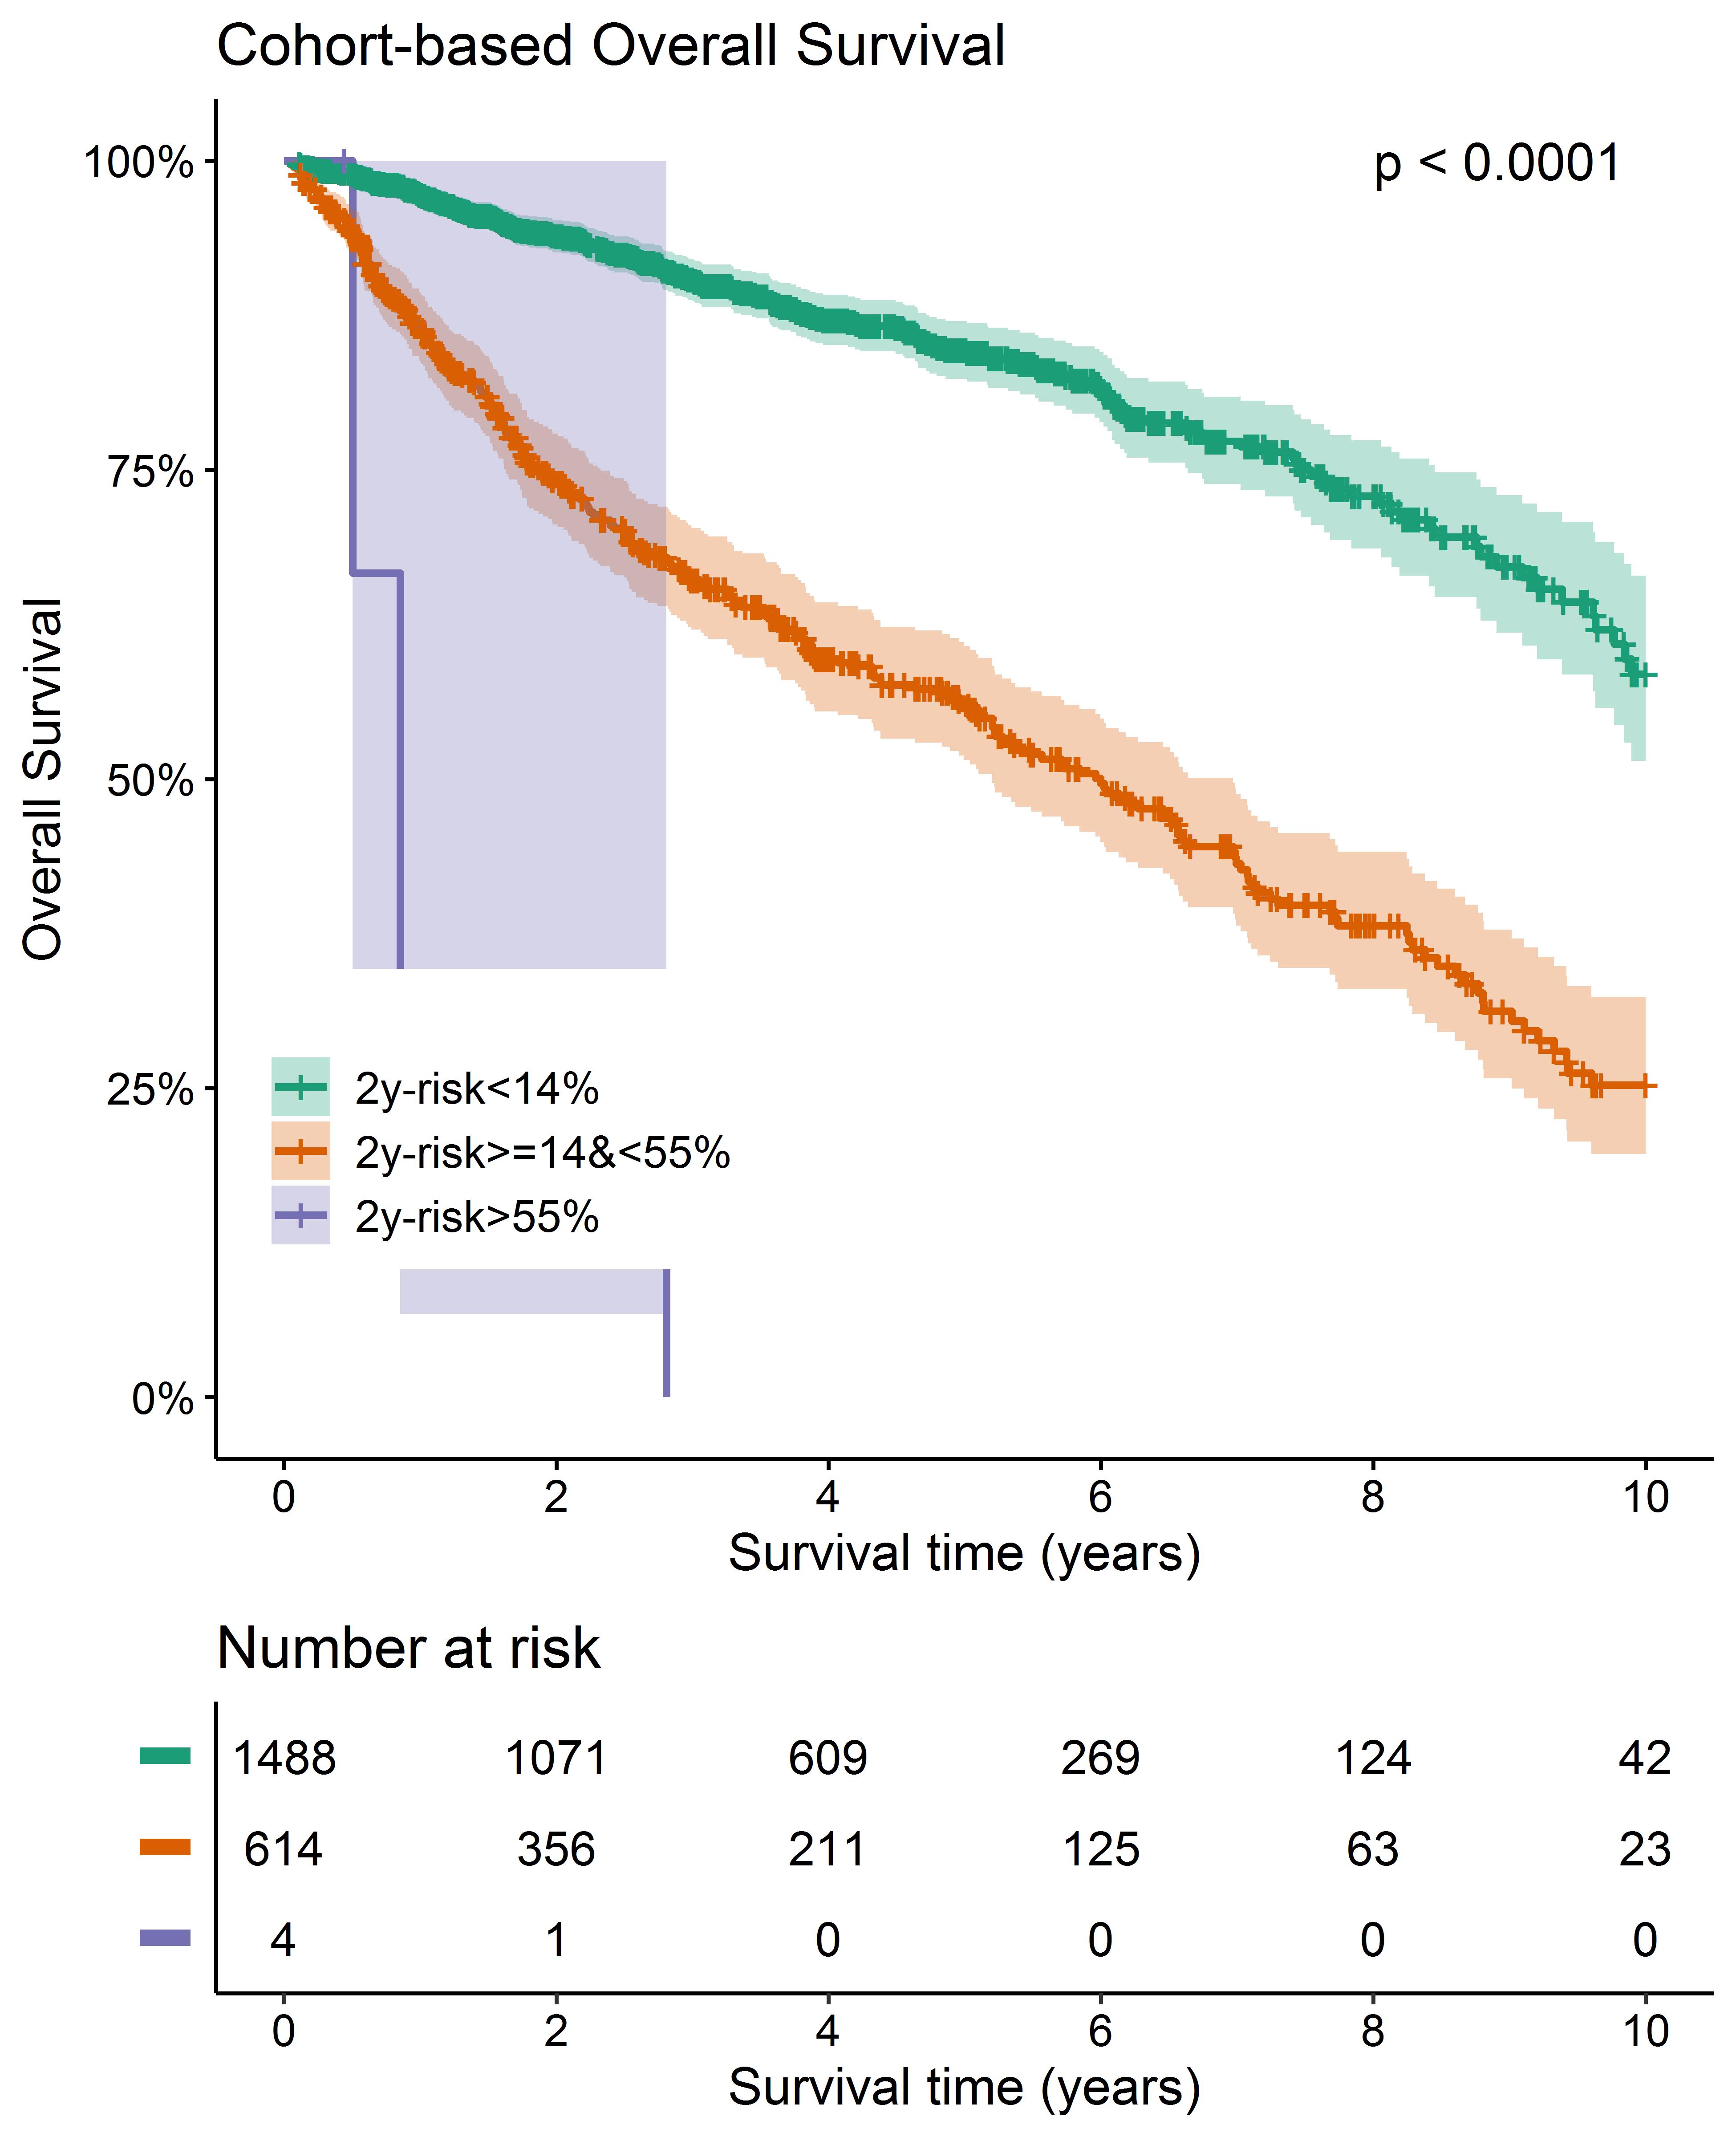 Cohort-based Overall Survival
p < 0.0001
100%
75%
50%
25%
0%
Overall Survival
2y-risk<14%
2y-risk>=14&<55%
2y-risk>55%
0 2 4 6 8 10
Survival time (years)
Number at risk
1488 1071 609 269 124 42
614 356 211 125 63 23
4 1 0 0 0 0
0 2 4 6 8 10
Survival time (years)